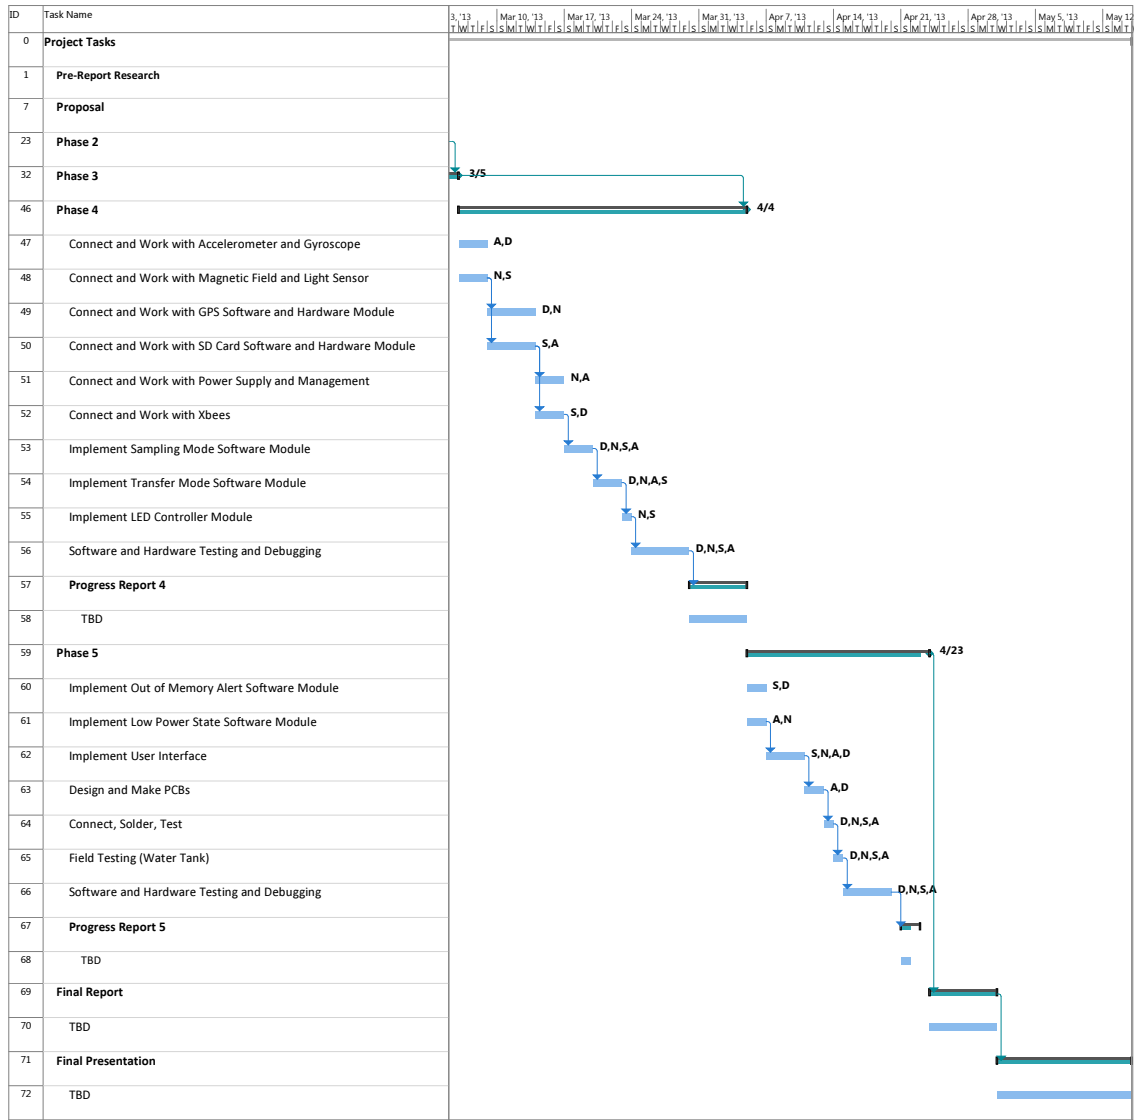 ID Task Name 3, '13 Mar 10, '13 Mar 17, '13 Mar 24, '13 Mar 31, '13 Apr 7, '13 Apr 14, '13 Apr 21, '13 Apr 28, '13 May 5, '13 May 12
T W T F S S M T W T F S S M T W T F S S M T W T F S S M T W T F S S M T W T F S S M T W T F S S M T W T F S S M T W T F S S M T W T F S S M T
0 Project Tasks
1 Pre-Report Research
7 Proposal
23 Phase 2
32 Phase 3 3/5
46 Phase 4 4/4
47 Connect and Work with Accelerometer and Gyroscope A,D
48 Connect and Work with Magnetic Field and Light Sensor N,S
49 Connect and Work with GPS Software and Hardware Module D,N
50 Connect and Work with SD Card Software and Hardware Module S,A
51 Connect and Work with Power Supply and Management N,A
52 Connect and Work with Xbees S,D
53 Implement Sampling Mode Software Module D,N,S,A
54 Implement Transfer Mode Software Module D,N,A,S
55 Implement LED Controller Module N,S
56 Software and Hardware Testing and Debugging D,N,S,A
57 Progress Report 4
58 TBD
59 Phase 5 4/23
60 Implement Out of Memory Alert Software Module S,D
61 Implement Low Power State Software Module A,N
62 Implement User Interface S,N,A,D
63 Design and Make PCBs A,D
64 Connect, Solder, Test D,N,S,A
65 Field Testing (Water Tank) D,N,S,A
66 Software and Hardware Testing and Debugging D,N,S,A
67 Progress Report 5
68 TBD
69 Final Report
70 TBD
71 Final Presentation
72 TBD